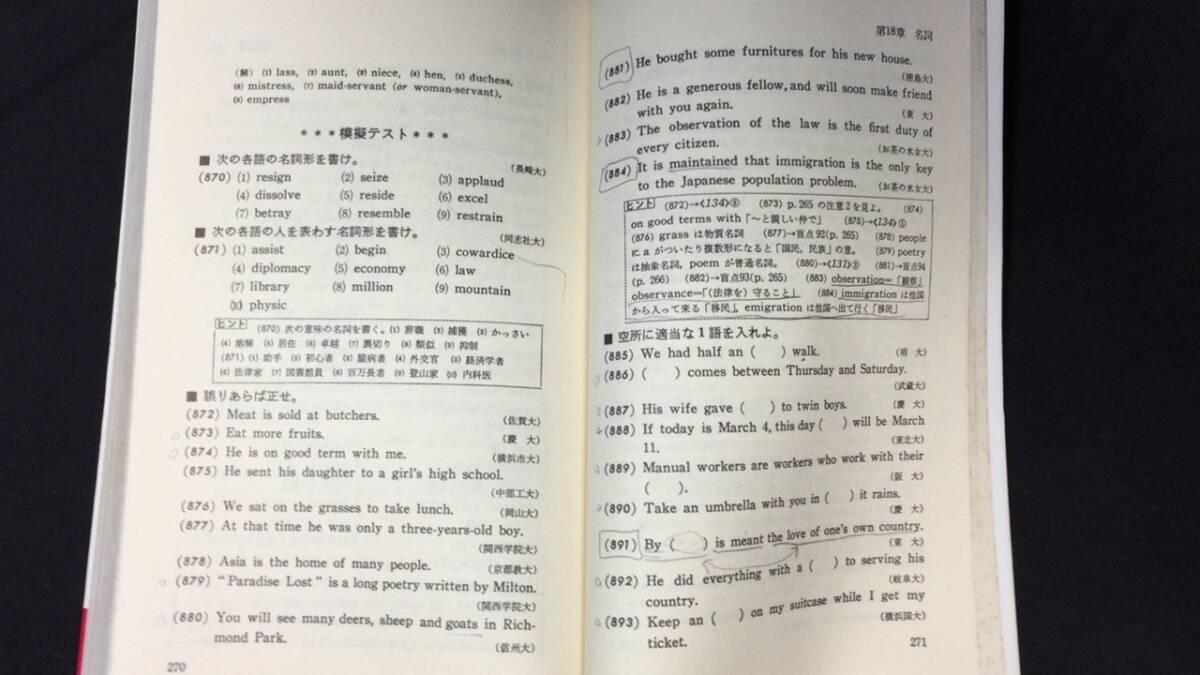 (解) (1) lass, (2) aunt, (3) niece, (4) hen, (5) duchess,
(6) mistress, (7) maid-servant (or woman-servant),
(8) empress
***模擬テスト***
■ 次の各語の名詞形を書け。 (長崎大)
(870) (1) resign (2) seize (3) applaud
(4) dissolve (5) reside (6) excel
(7) betray (8) resemble (9) restrain
■ 次の各語の人を表わす名詞形を書け。 (同志社大)
(871) (1) assist (2) begin (3) cowardice
(4) diplomacy (5) economy (6) law
(7) library (8) million (9) mountain
(10) physic
ヒント (870) 次の意味の名詞を書く。(1) 辞職 (2) 捕獲 (3) かっさい
(4) 溶解 (5) 居住 (6) 卓越 (7) 裏切り (8) 類似 (9) 抑制
(871) (1) 助手 (2) 初心者 (3) 臆病者 (4) 外交官 (5) 経済学者
(6) 法律家 (7) 図書館員 (8) 百万長者 (9) 登山家 (10) 内科医
■ 誤りあらば正せ。
(872) Meat is sold at butchers. (佐賀大)
(873) Eat more fruits. (慶 大)
(874) He is on good term with me. (横浜市大)
(875) He sent his daughter to a girl's high school.
(中部工大)
(876) We sat on the grasses to take lunch. (岡山大)
(877) At that time he was only a three-years-old boy.
(関西学院大)
(878) Asia is the home of many people. (京都教大)
(879) "Paradise Lost" is a long poetry written by Milton.
(関西学院大)
(880) You will see many deers, sheep and goats in Rich-
mond Park. (信州大)
270
第18章 名詞
(881) He bought some furnitures for his new house.
(徳島大)
(882) He is a generous fellow, and will soon make friend
with you again. (東 大)
(883) The observation of the law is the first duty of
every citizen. (お茶の水女大)
(884) It is maintained that immigration is the only key
to the Japanese population problem. (お茶の水女大)
ヒント (872)→《134》⑧ (873) p. 265 の注意2を見よ。 (874)
on good terms with「〜と親しい仲で」 (875)→《134》①
(876) grass は物質名詞 (877)→盲点92(p. 265) (878) people
に a がついたり複数形になると「国民, 民族」の意。 (879) poetry
は抽象名詞, poem が普通名詞。 (880)→《131》③ (881)→盲点94
(p. 266) (882)→盲点93(p. 265) (883) observation=「観察」
observance=「(法律を) 守ること」 (884) immigration は他国
から入って来る「移民」, emigration は他国へ出て行く「移民」
■ 空所に適当な1語を入れよ。
(885) We had half an ( ) walk. (明 大)
(886) ( ) comes between Thursday and Saturday.
(武蔵大)
(887) His wife gave ( ) to twin boys. (慶 大)
(888) If today is March 4, this day ( ) will be March
11. (東北大)
(889) Manual workers are workers who work with their
( ). (阪 大)
(890) Take an umbrella with you in ( ) it rains.
(慶 大)
(891) By ( ) is meant the love of one's own country.
(東 大)
(892) He did everything with a ( ) to serving his
country. (岐阜大)
(893) Keep an ( ) on my suitcase while I get my
ticket. (横浜国大)
271